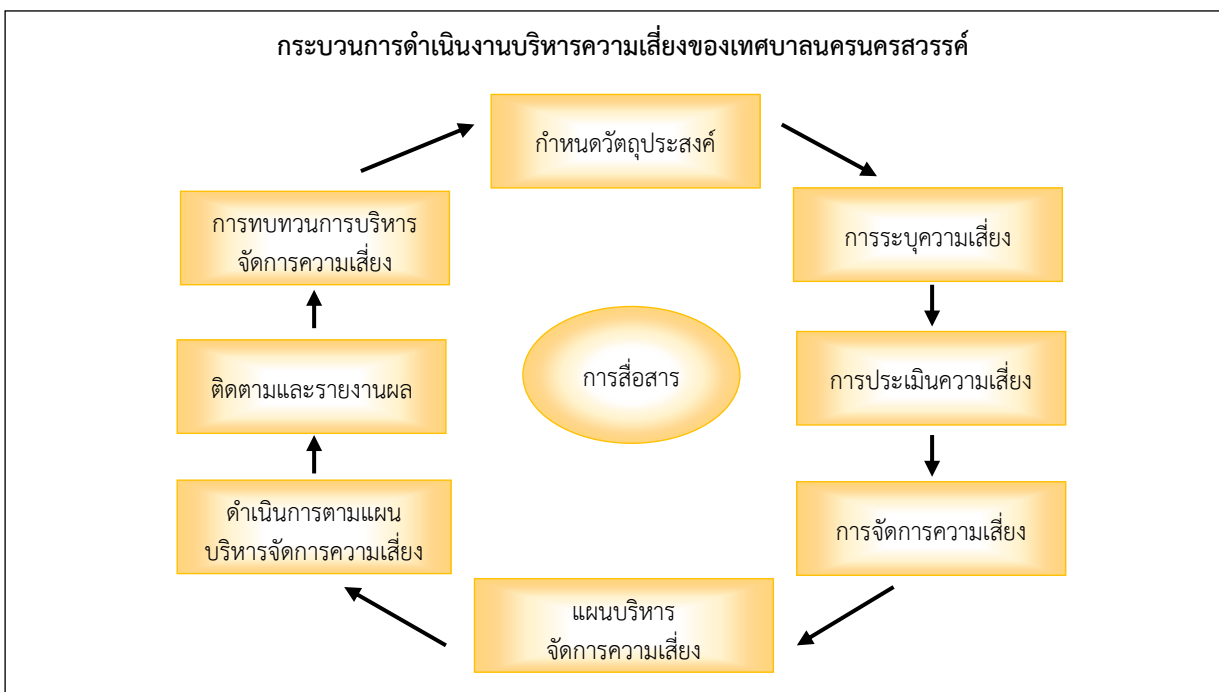 กระบวนการดำเนินงานบริหารความเสี่ยงของเทศบาลนครนครสวรรค์
กำหนดวัตถุประสงค์
การระบุความเสี่ยง
การประเมินความเสี่ยง
การจัดการความเสี่ยง
แผนบริหาร
จัดการความเสี่ยง
ดำเนินการตามแผน
บริหารจัดการความเสี่ยง
ติดตามและรายงานผล
การทบทวนการบริหาร
จัดการความเสี่ยง
การสื่อสาร